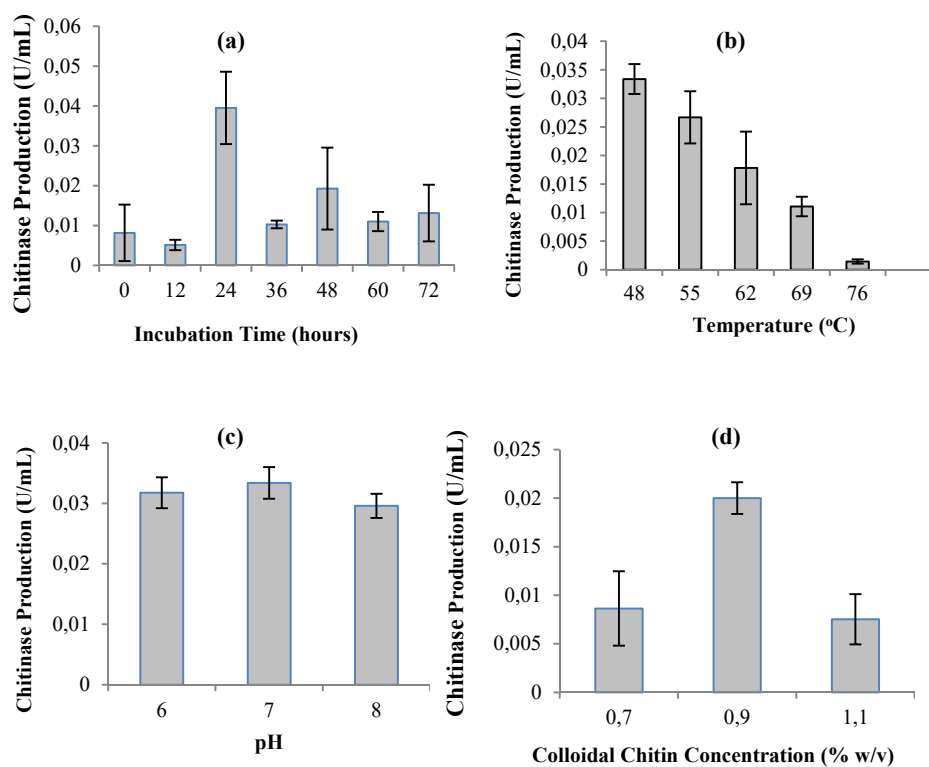 (a)
Chitinase Production (U/mL)
0,06
0,05
0,04
0,03
0,02
0,01
0
0 12 24 36 48 60 72
Incubation Time (hours)
(b)
Chitinase Production (U/mL)
0,04
0,035
0,03
0,025
0,02
0,015
0,01
0,005
0
48 55 62 69 76
Temperature (ºC)
(c)
Chitinase Production (U/mL)
0,04
0,03
0,02
0,01
0
6 7 8
pH
(d)
Chitinase Production (U/mL)
0,025
0,02
0,015
0,01
0,005
0
0,7 0,9 1,1
Colloidal Chitin Concentration (% w/v)